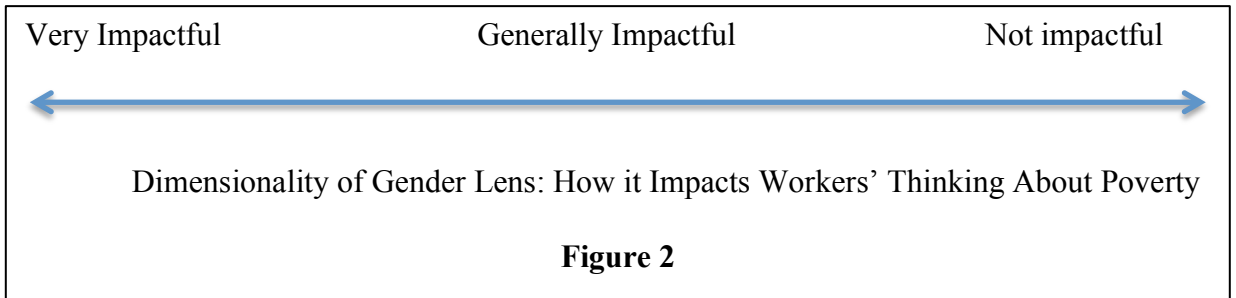 Very Impactful Generally Impactful Not impactful
Dimensionality of Gender Lens: How it Impacts Workers’ Thinking About Poverty
Figure 2